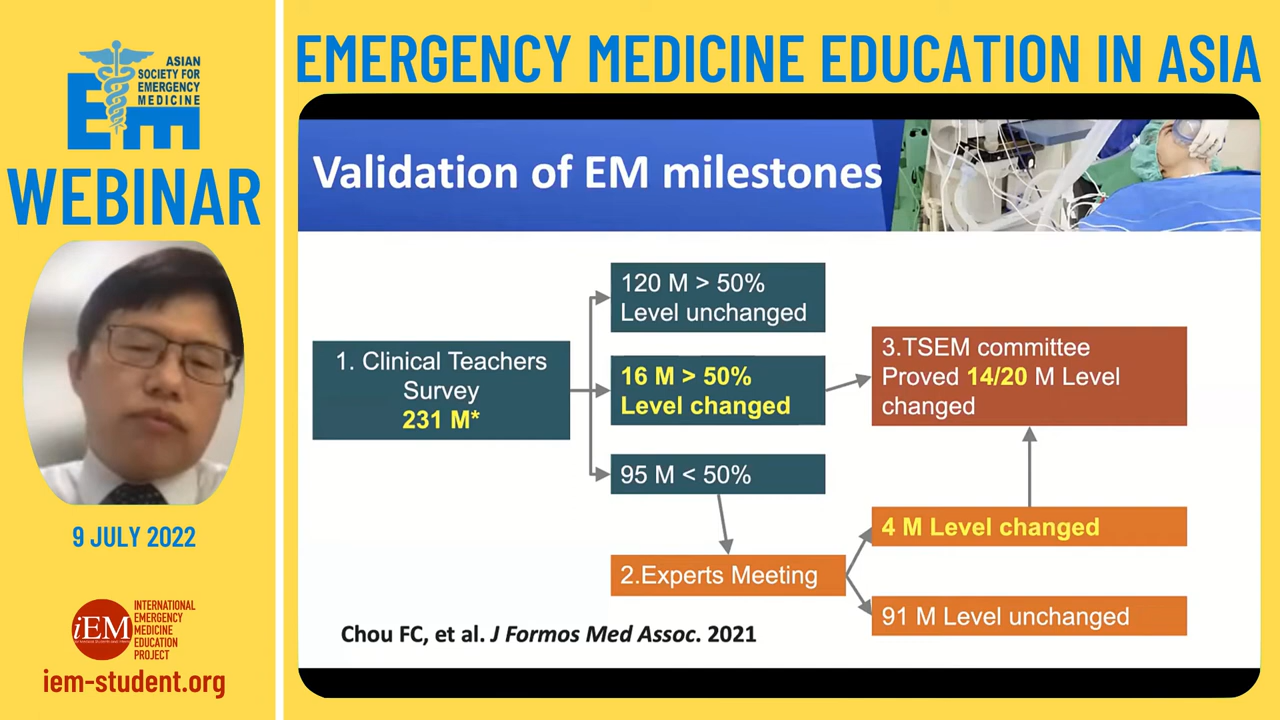 ASIAN
SOCIETY FOR
EMERGENCY
MEDICINE
EM
WEBINAR
9 JULY 2022
iEM
INTERNATIONAL
EMERGENCY
MEDICINE
EDUCATION
PROJECT
iem-student.org
EMERGENCY MEDICINE EDUCATION IN ASIA
Validation of EM milestones
1. Clinical Teachers
Survey
231 M*
120 M > 50%
Level unchanged
16 M > 50%
Level changed
95 M < 50%
2.Experts Meeting
3.TSEM committee
Proved 14/20 M Level
changed
4 M Level changed
91 M Level unchanged
Chou FC, et al. J Formos Med Assoc. 2021